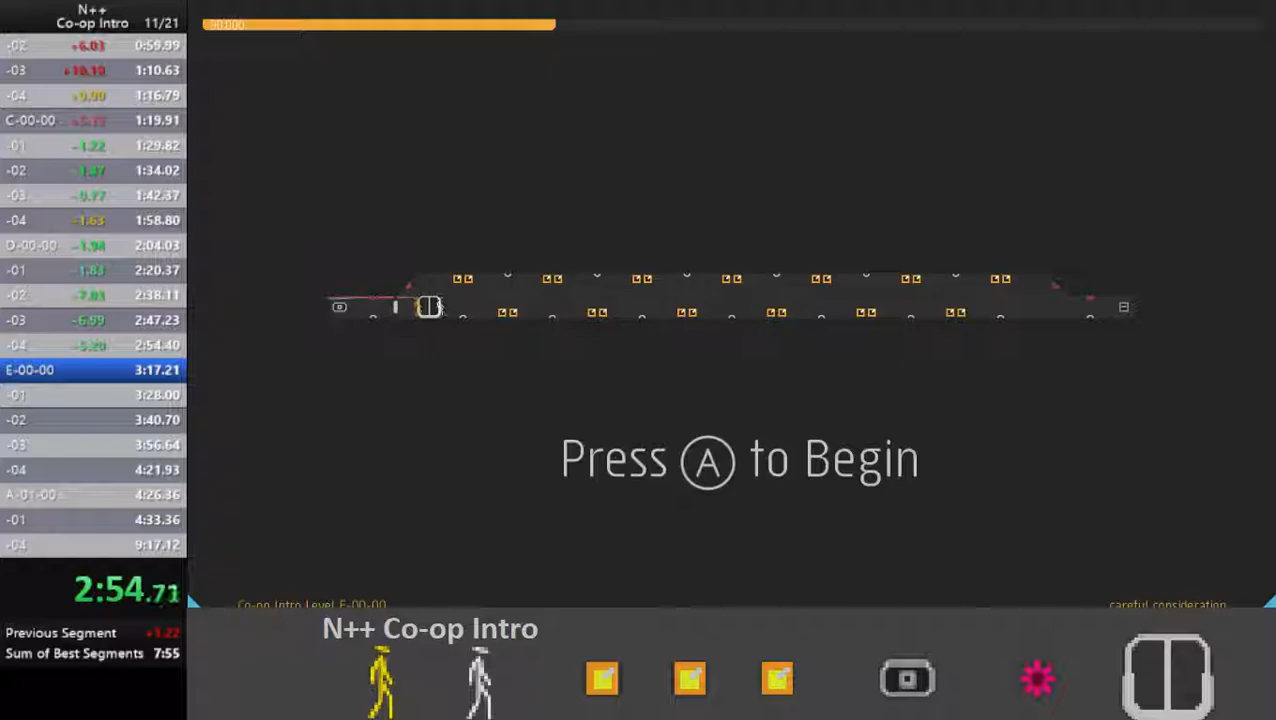 N++
Co-op Intro 11/21
-02 +6.03 0:59.99
-03 +10.10 1:10.63
-04 1:16.79
C-00-00 1:19.91
-01 -1.22 1:29.82
-02 1:34.02
-03 1:42.37
-04 -1.63 1:58.80
D-00-00 -1.98 2:04.03
-01 -1.83 2:20.37
-02 -7.03 2:38.11
-03 -6.99 2:47.23
-04 2:54.40
E-00-00 3:17.21
-01 3:28.00
-02 3:40.70
-03 3:56.64
-04 4:21.93
A-01-00 4:26.36
-01 4:33.36
-04 9:17.12
2:54.71
Previous Segment +1.22
Sum of Best Segments 7:55
90.000
Press A to Begin
Co-op Intro Level E-00-00
careful consideration
N++ Co-op Intro